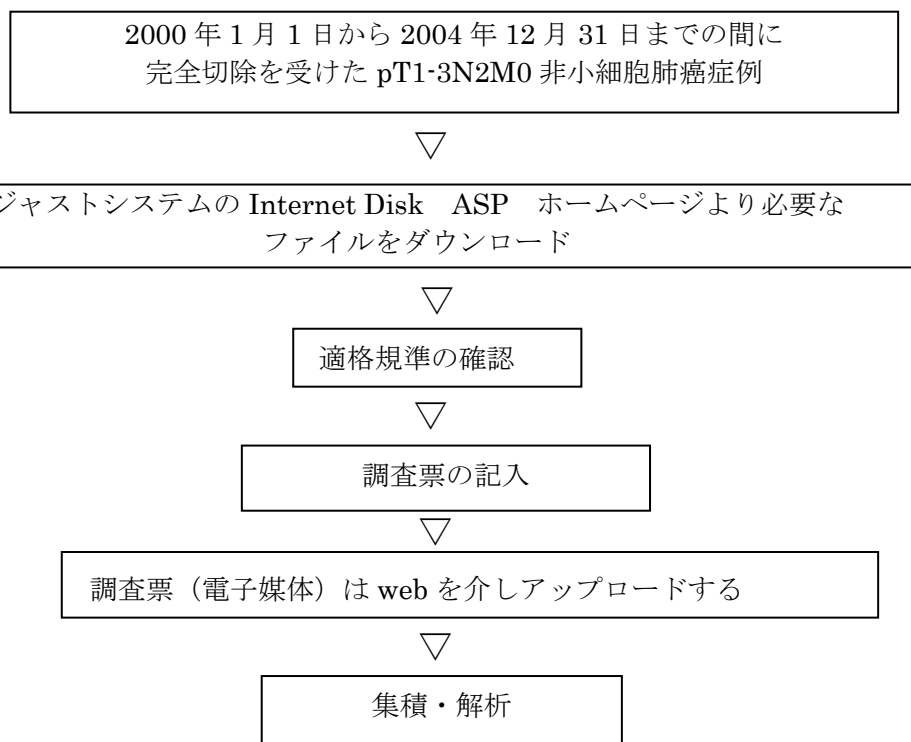 2000 年 1 月 1 日から 2004 年 12 月 31 日までの間に
完全切除を受けた pT1-3N2M0 非小細胞肺癌症例
▽
ジャストシステムの Internet Disk　ASP　ホームページより必要な
ファイルをダウンロード
▽
適格規準の確認
▽
調査票の記入
▽
調査票（電子媒体）は web を介しアップロードする
▽
集積・解析